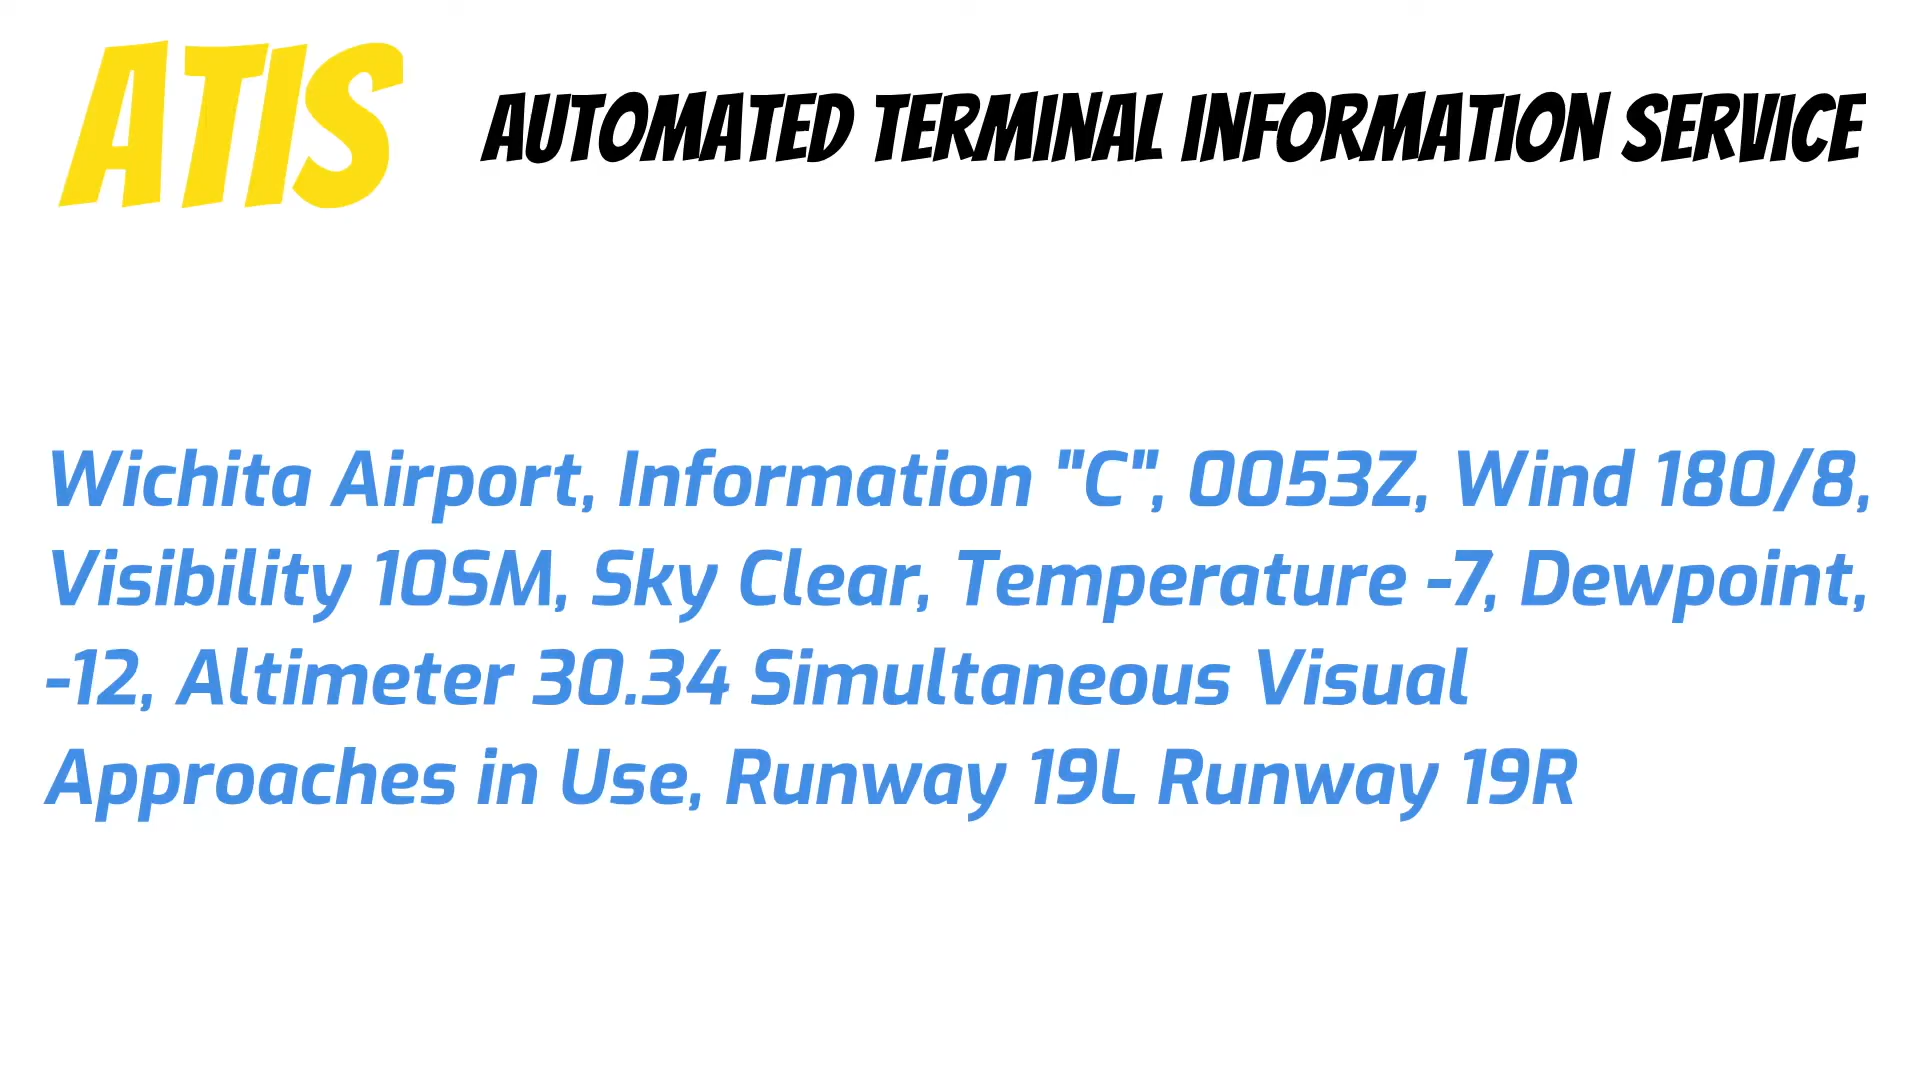 ATIS
AUTOMATED TERMINAL INFORMATION SERVICE
Wichita Airport, Information "C", 0053Z, Wind 180/8,
Visibility 10SM, Sky Clear, Temperature -7, Dewpoint,
-12, Altimeter 30.34 Simultaneous Visual
Approaches in Use, Runway 19L Runway 19R